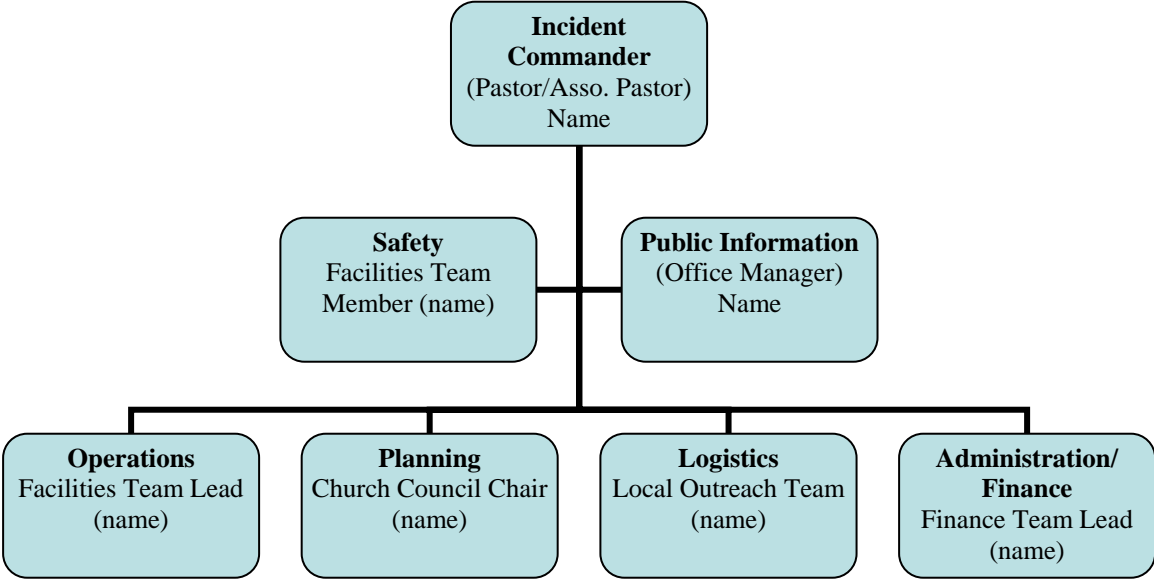 Incident
Commander
(Pastor/Asso. Pastor)
Name
Safety
Facilities Team
Member (name)
Public Information
(Office Manager)
Name
Operations
Facilities Team Lead
(name)
Planning
Church Council Chair
(name)
Logistics
Local Outreach Team
(name)
Administration/
Finance
Finance Team Lead
(name)